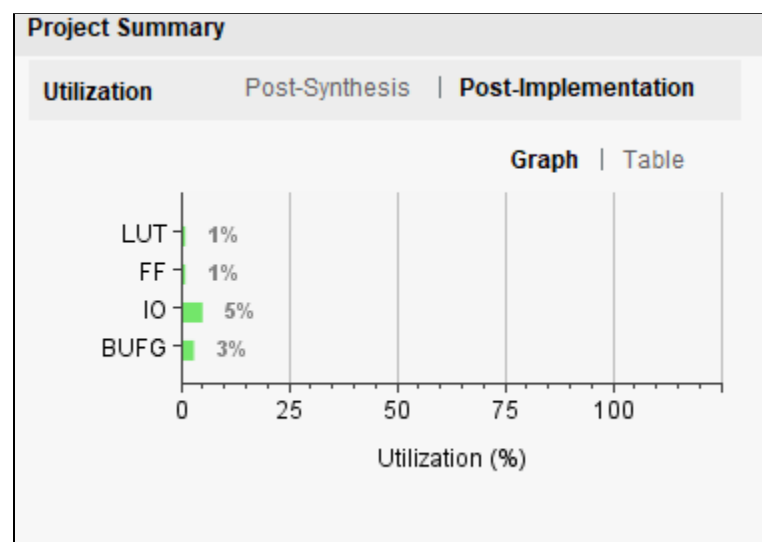 Project Summary
Utilization Post-Synthesis | Post-Implementation
Graph | Table
LUT 1%
FF 1%
IO 5%
BUFG 3%
0 25 50 75 100
Utilization (%)